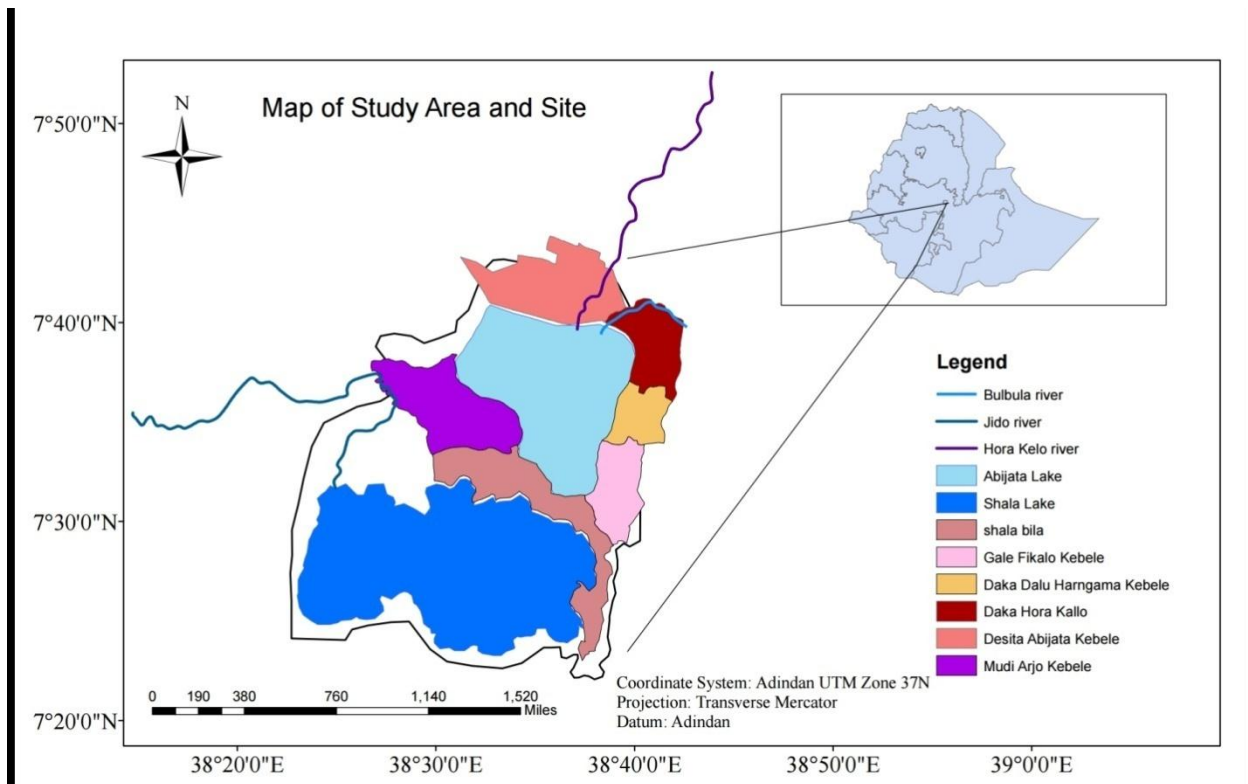 Map of Study Area and Site
N
7°50'0"N
7°40'0"N
7°30'0"N
7°20'0"N
38°20'0"E
38°30'0"E
38°40'0"E
38°50'0"E
39°0'0"E
Legend
Bulbula river
Jido river
Hora Kelo river
Abijata Lake
Shala Lake
shala bila
Gale Fikalo Kebele
Daka Dalu Harngama Kebele
Daka Hora Kallo
Desita Abijata Kebele
Mudi Arjo Kebele
0 190 380 760 1,140 1,520
Miles
Coordinate System: Adindan UTM Zone 37N
Projection: Transverse Mercator
Datum: Adindan